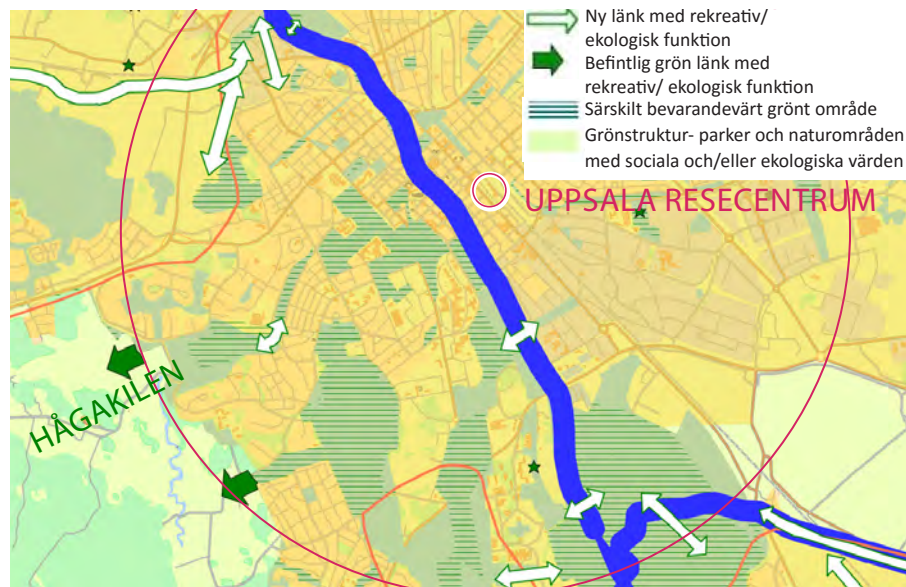 Ny länk med rekreativ/
ekologisk funktion
Befintlig grön länk med
rekreativ/ ekologisk funktion
Särskilt bevarandevärt grönt område
Grönstruktur- parker och naturområden
med sociala och/eller ekologiska värden
UPPSALA RESECENTRUM
HÅGAKILEN